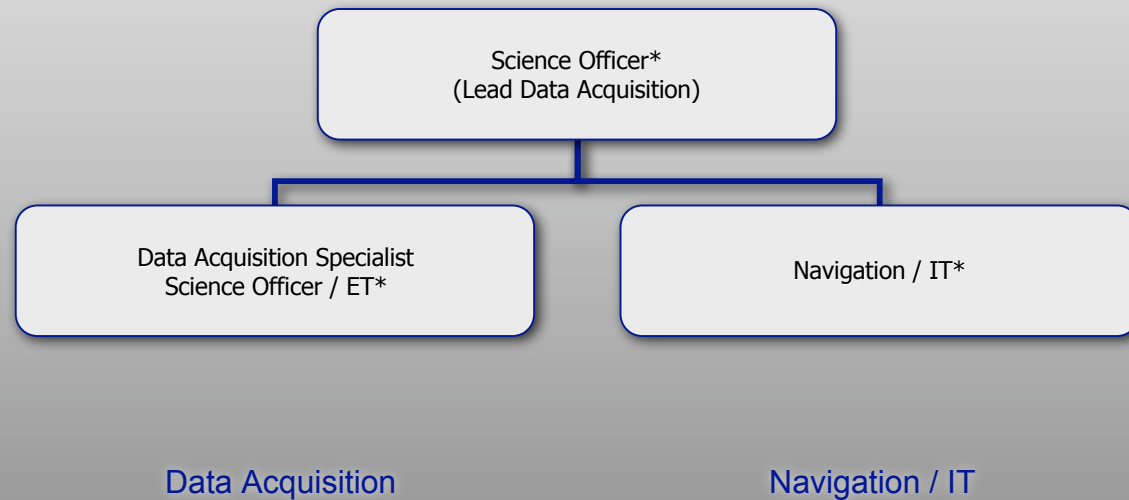 Science Officer*
(Lead Data Acquisition)
Data Acquisition Specialist
Science Officer / ET*
Navigation / IT*
Data Acquisition
Navigation / IT